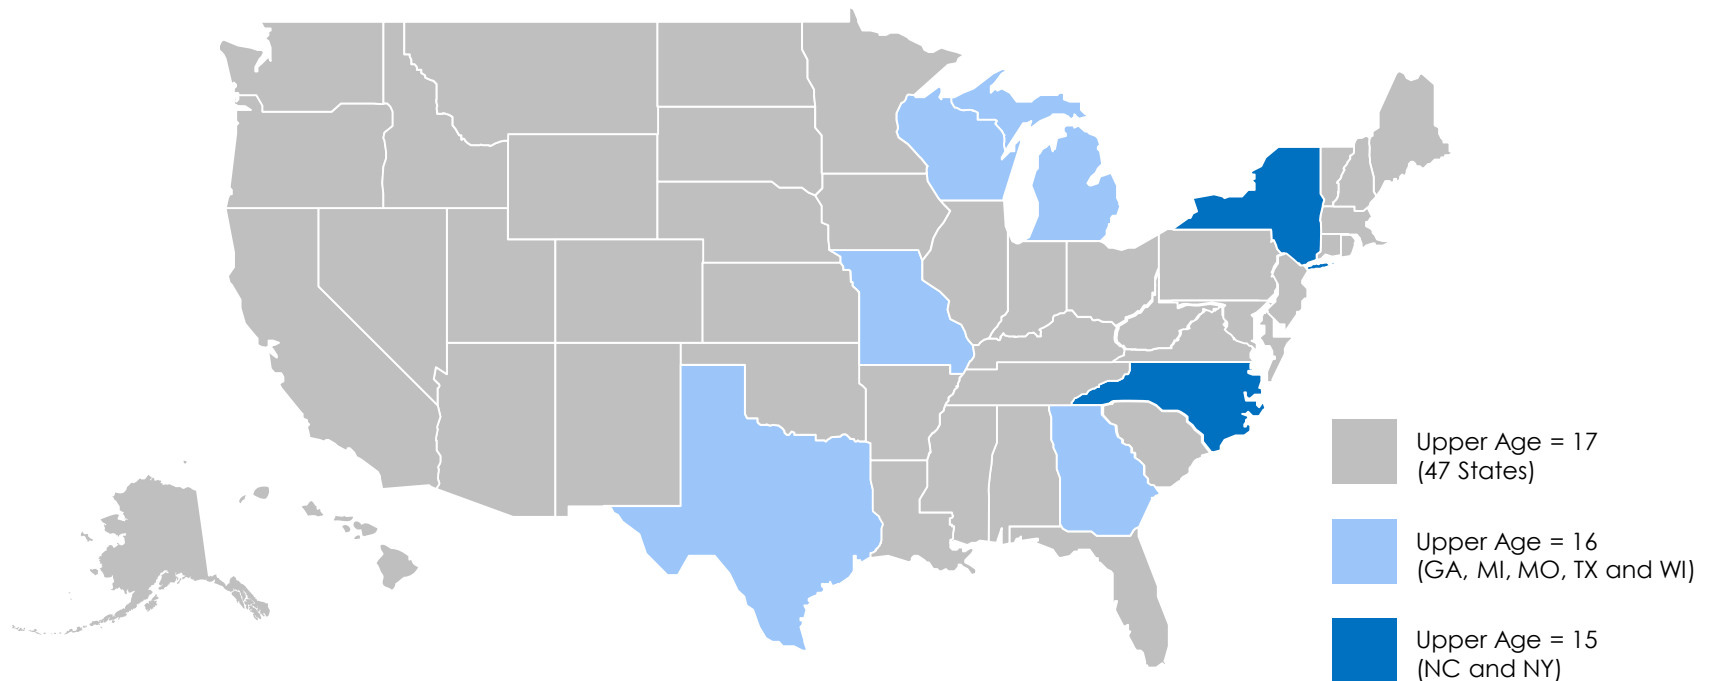 Upper Age = 17
(47 States)
Upper Age = 16
(GA, MI, MO, TX and WI)
Upper Age = 15
(NC and NY)